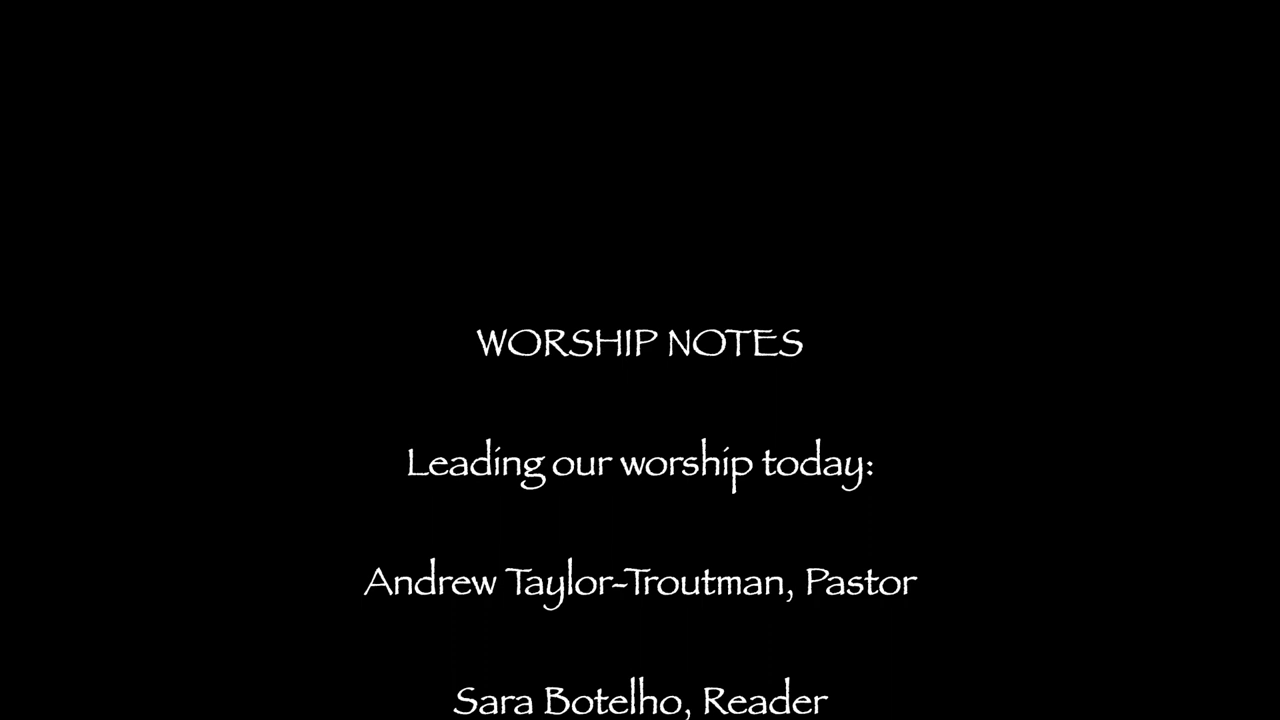 WORSHIP NOTES
Leading our worship today:
Andrew Taylor-Troutman, Pastor
Sara Botelho, Reader